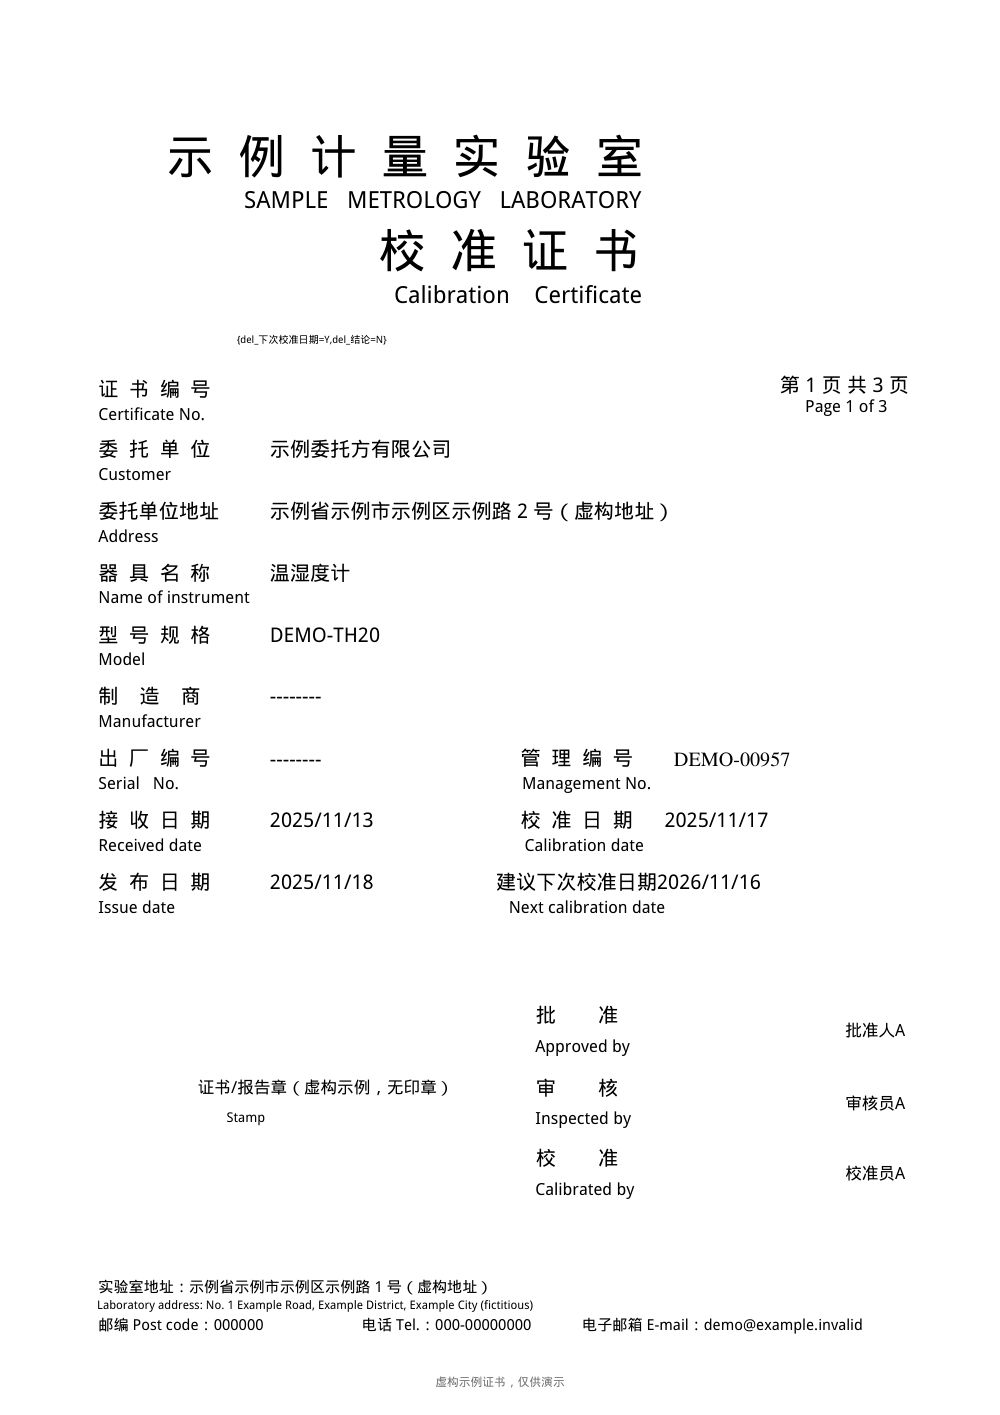 示例计量实验室
SAMPLE METROLOGY LABORATORY
校准证书
Calibration Certificate
{del_下次校准日期=Y,del_结论=N}
证书编号
第 1 页 共 3 页
Certificate No.
Page 1 of 3
委托单位 示例委托方有限公司
Customer
委托单位地址 示例省示例市示例区示例路 2 号（虚构地址）
Address
器具名称 温湿度计
Name of instrument
型号规格 DEMO-TH20
Model
制造商 --------
Manufacturer
出厂编号 -------- 管理编号 DEMO-00957
Serial No. Management No.
接收日期 2025/11/13 校准日期 2025/11/17
Received date Calibration date
发布日期 2025/11/18 建议下次校准日期2026/11/16
Issue date Next calibration date
批准 批准人A
Approved by
证书/报告章（虚构示例，无印章） 审核 审核员A
Stamp Inspected by
校准 校准员A
Calibrated by
实验室地址：示例省示例市示例区示例路 1 号（虚构地址）
Laboratory address: No. 1 Example Road, Example District, Example City (fictitious)
邮编 Post code：000000 电话 Tel.：000-00000000 电子邮箱 E-mail：demo@example.invalid
虚构示例证书，仅供演示